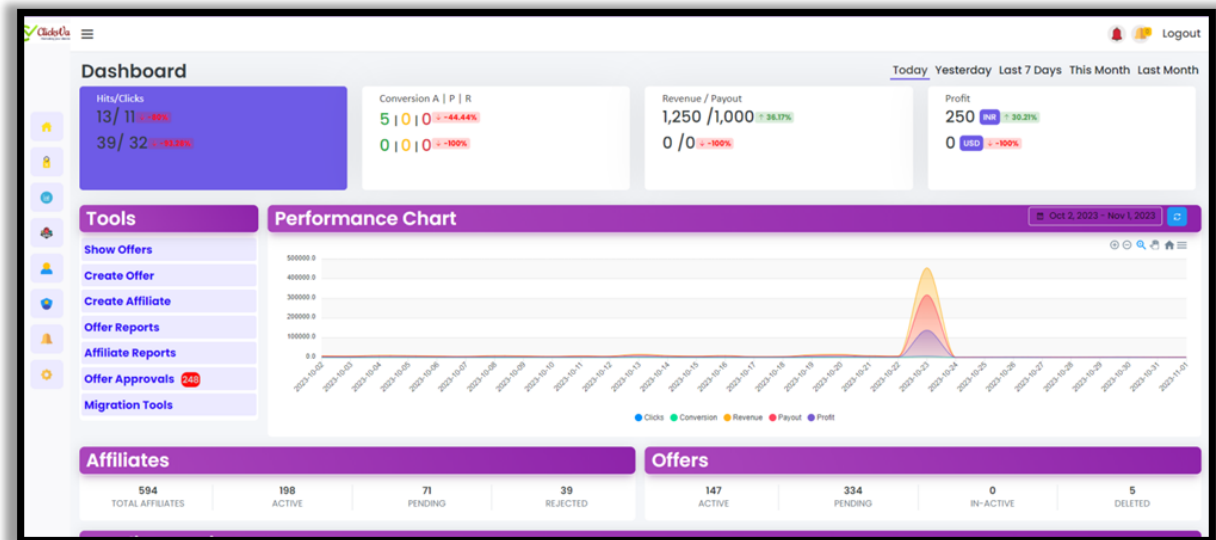 ClicksVa
Logout
Dashboard
Today Yesterday Last 7 Days This Month Last Month
Hits/Clicks
13/ 11
39/ 32
Conversion A | P | R
5 | 0 | 0 ↓ -44.44%
0 | 0 | 0 ↓ -100%
Revenue / Payout
1,250 /1,000 ↑ 36.17%
0 /0 ↓ -100%
Profit
250 INR ↑ 30.21%
0 USD ↓ -100%
Tools
Show Offers
Create Offer
Create Affiliate
Offer Reports
Affiliate Reports
Offer Approvals 248
Migration Tools
Performance Chart
Oct 2, 2023 - Nov 1, 2023
500000.0
400000.0
300000.0
200000.0
100000.0
0.0
2023-10-02 2023-10-03 2023-10-04 2023-10-05 2023-10-06 2023-10-07 2023-10-08 2023-10-09 2023-10-10 2023-10-11 2023-10-12 2023-10-13 2023-10-14 2023-10-15 2023-10-16 2023-10-17 2023-10-18 2023-10-19 2023-10-20 2023-10-21 2023-10-22 2023-10-23 2023-10-24 2023-10-25 2023-10-26 2023-10-27 2023-10-28 2023-10-29 2023-10-30 2023-10-31 2023-11-01
Clicks Conversion Revenue Payout Profit
Affiliates
594 198 71 39
TOTAL AFFILIATES ACTIVE PENDING REJECTED
Offers
147 334 0 5
ACTIVE PENDING IN-ACTIVE DELETED